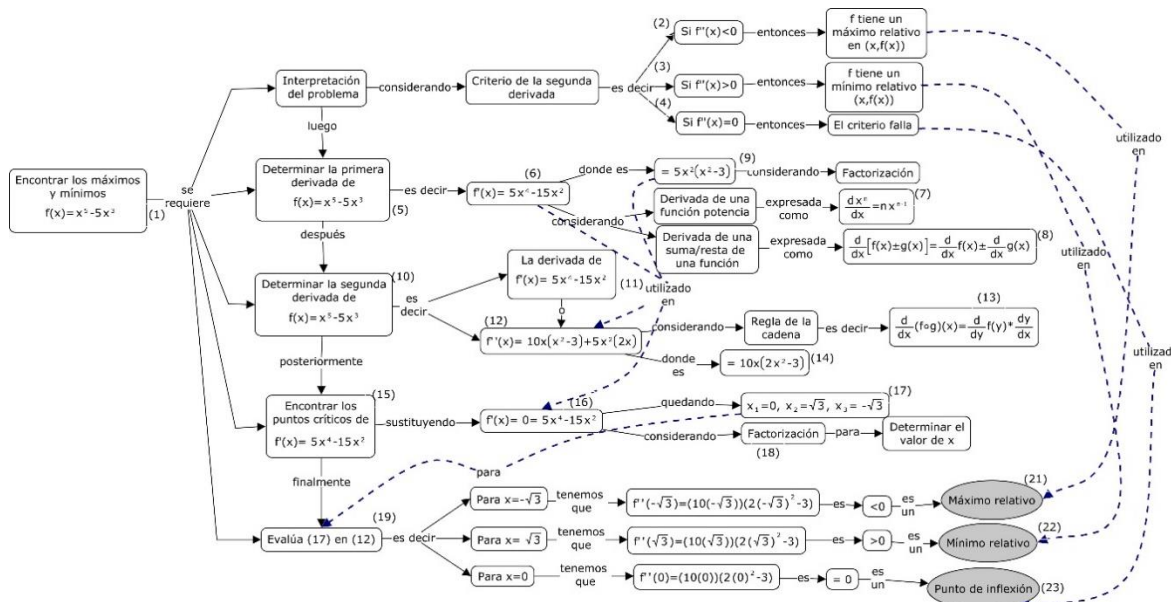 Encontrar los máximos
y mínimos
f(x)=x⁵-5x³
(1)
se
requiere
Interpretación
del problema
considerando
Criterio de la segunda
derivada
es decir
(2)
Si f''(x)<0
entonces
f tiene un
máximo relativo
en (x,f(x))
(3)
Si f''(x)>0
entonces
f tiene un
mínimo relativo
(x,f(x))
(4)
Si f''(x)=0
entonces
El criterio falla
utilizado
en
utilizado
en
utilizado
en
luego
Determinar la primera
derivada de
f(x)=x⁵-5x³
(5)
es decir
(6)
f'(x)= 5x⁴-15x²
donde es
= 5x²(x²-3)
(9)
considerando
Factorización
considerando
Derivada de una
función potencia
expresada
como
dxⁿ/dx=nxⁿ⁻¹
(7)
Derivada de una
suma/resta de
una función
expresada
como
d/dx[f(x)±g(x)]=d/dx f(x)±d/dx g(x)
(8)
después
(10)
Determinar la segunda
derivada de
f(x)=x⁵-5x³
es
decir
La derivada de
f'(x)= 5x⁴-15x²
(11)
utilizado
en
o
(12)
f''(x)= 10x(x²-3)+5x²(2x)
considerando
Regla de la
cadena
es decir
(13)
d/dx(f∘g)(x)=d/dy f(y)*dy/dx
donde
es
= 10x(2x²-3)
(14)
posteriormente
(15)
Encontrar los
puntos críticos de
f'(x)= 5x⁴-15x²
sustituyendo
(16)
f'(x)= 0= 5x⁴-15x²
quedando
(17)
x₁=0, x₂=√3, x₃= -√3
considerando
Factorización
(18)
para
Determinar el
valor de x
para
finalmente
(19)
Evalúa (17) en (12)
es decir
Para x=-√3
tenemos
que
f''(-√3)=(10(-√3))(2(-√3)²-3)
es
<0
es
un
Máximo relativo
(21)
Para x= √3
tenemos
que
f''(√3)=(10(√3))(2(√3)²-3)
es
>0
es
un
Mínimo relativo
(22)
Para x=0
tenemos
que
f''(0)=(10(0))(2(0)²-3)
es
= 0
es
un
Punto de inflexión
(23)